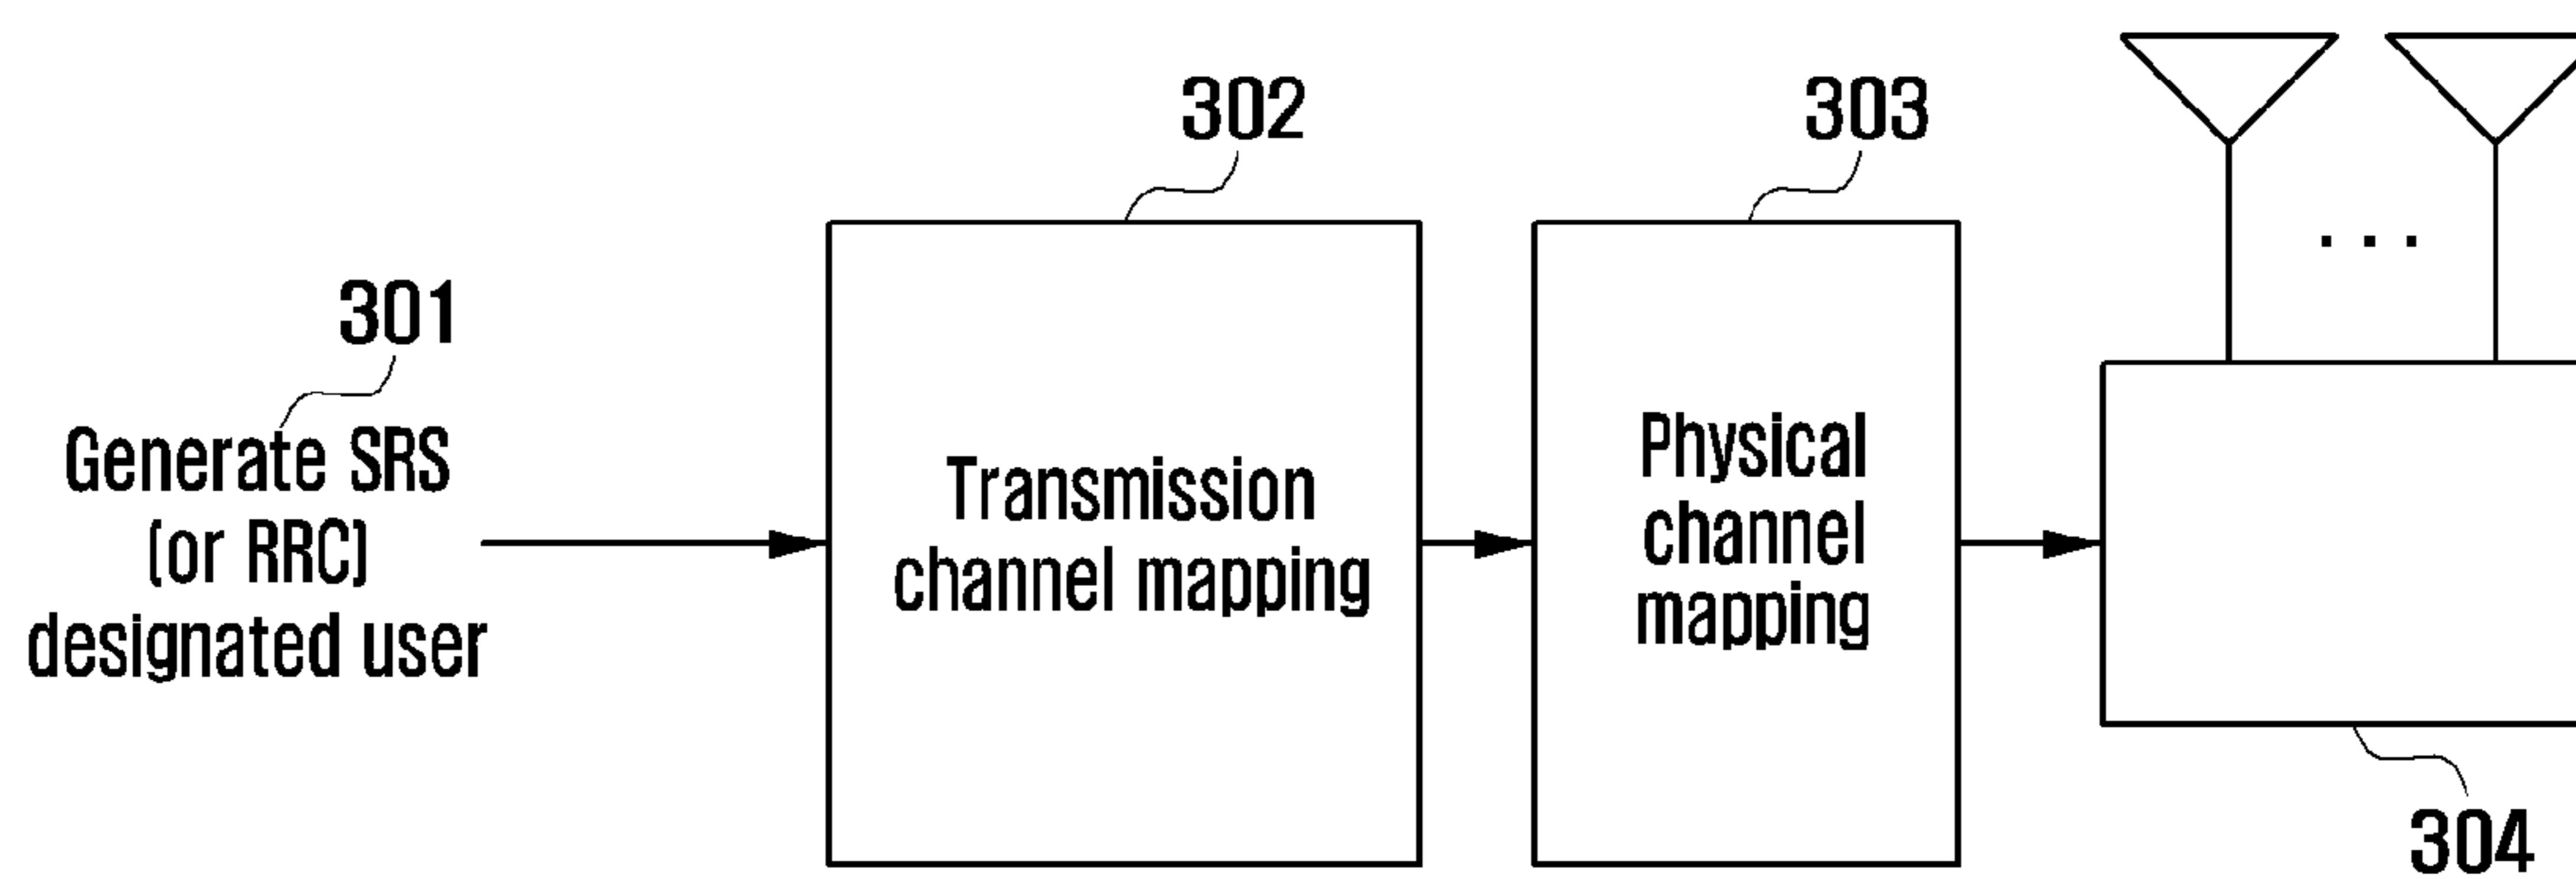 302
303
301
Generate SRS
(or RRC)
designated user
Transmission
channel mapping
Physical
channel
mapping
. . .
304